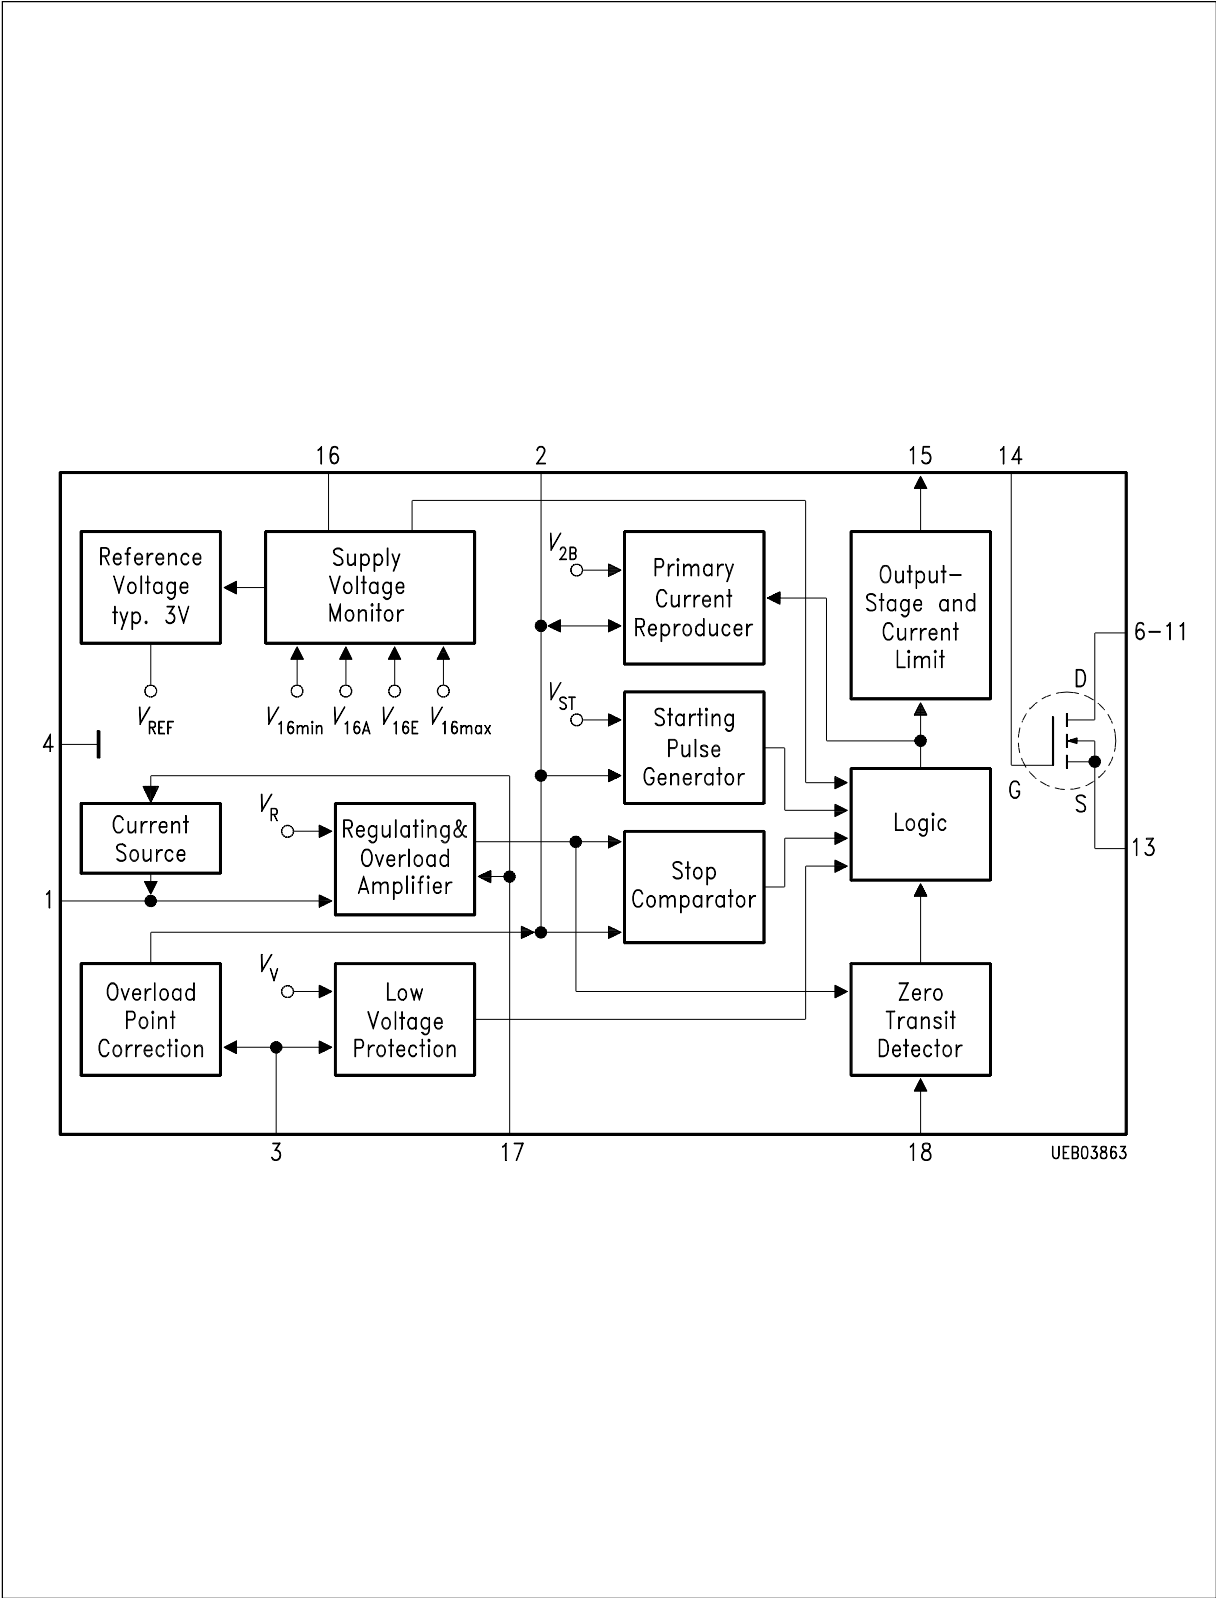 16
2
15
14
Reference
Voltage
typ. 3V
Supply
Voltage
Monitor
V2B
Primary
Current
Reproducer
Output-
Stage and
Current
Limit
6-11
D
VREF
V16min
V16A
V16E
V16max
VST
Starting
Pulse
Generator
4
G
S
Current
Source
VR
Regulating&
Overload
Amplifier
Stop
Comparator
Logic
13
1
Overload
Point
Correction
VV
Low
Voltage
Protection
Zero
Transit
Detector
3
17
18
UEB03863